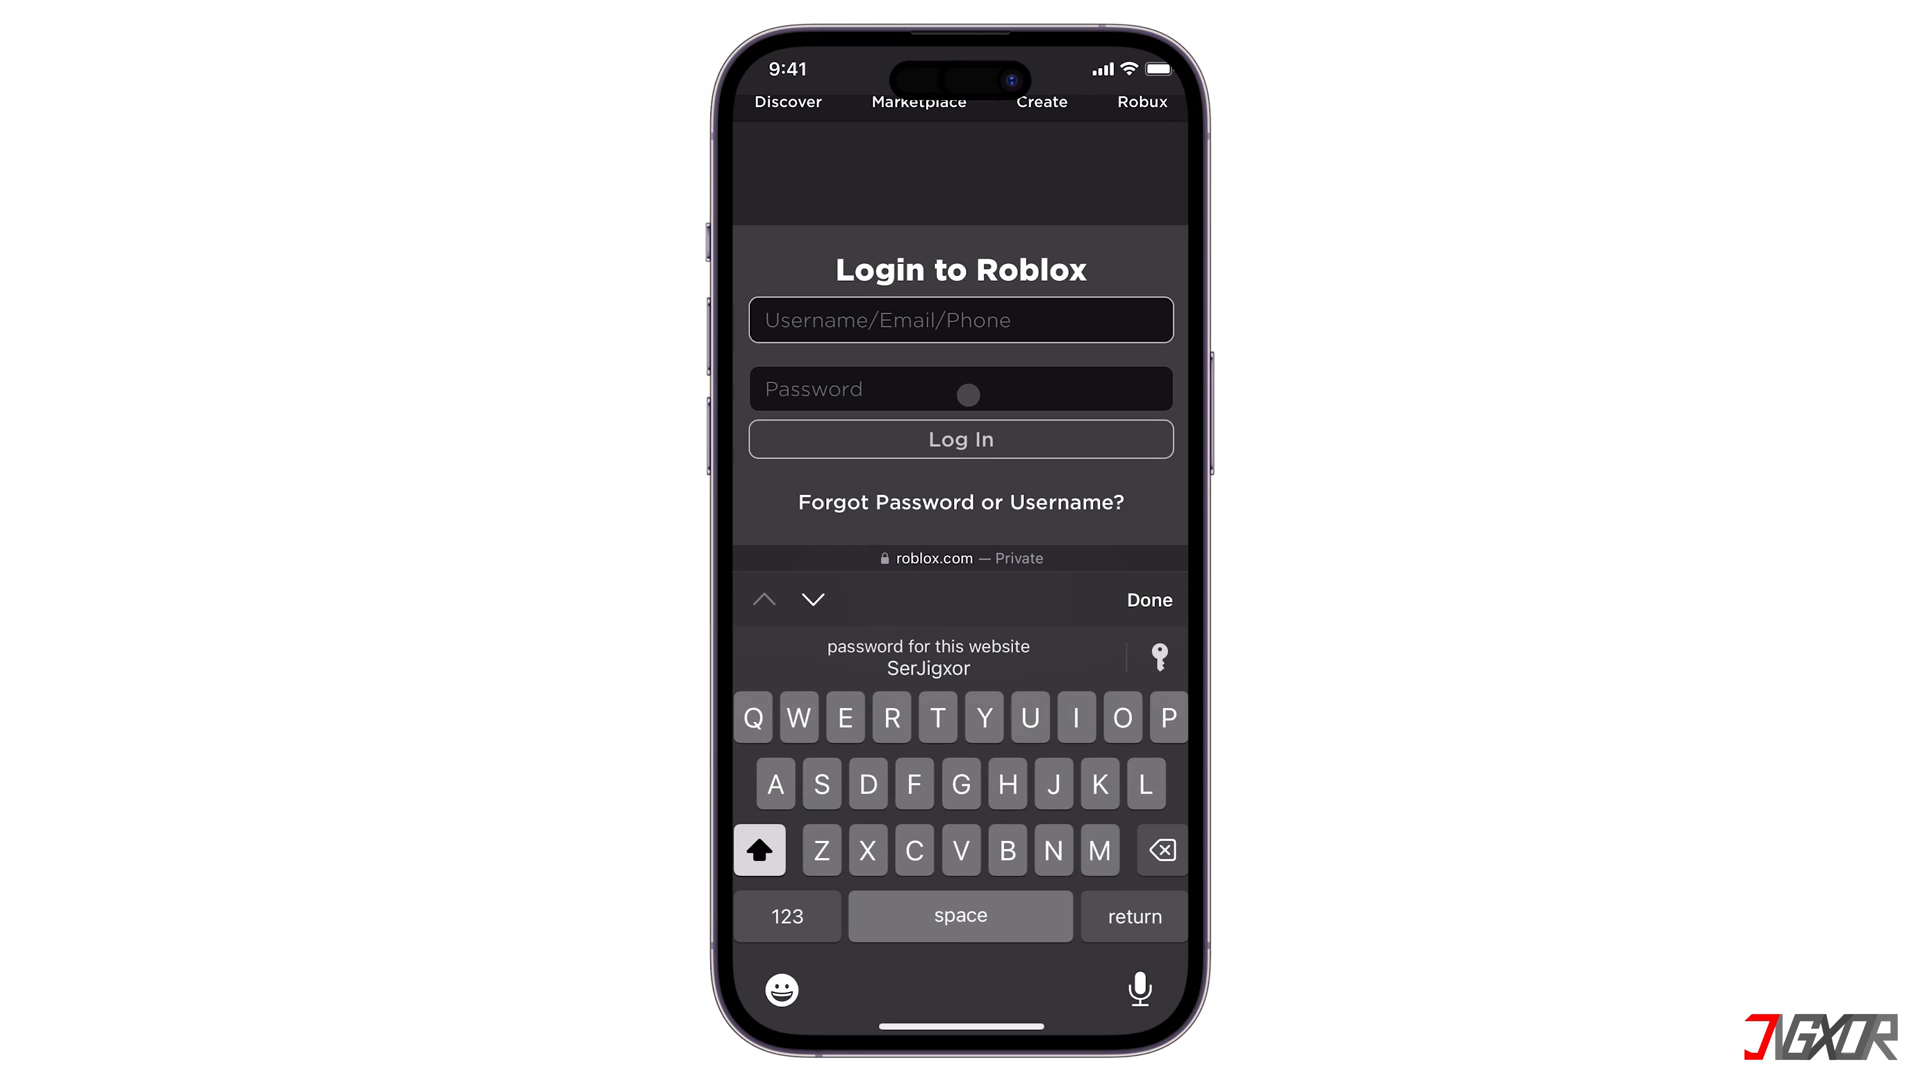 9:41
Discover Marketplace Create Robux
Login to Roblox
Username/Email/Phone
Password
Log In
Forgot Password or Username?
roblox.com — Private
Done
password for this website
SerJigxor
Q W E R T Y U I O P
A S D F G H J K L
Z X C V B N M
123 space return
JIGXOR